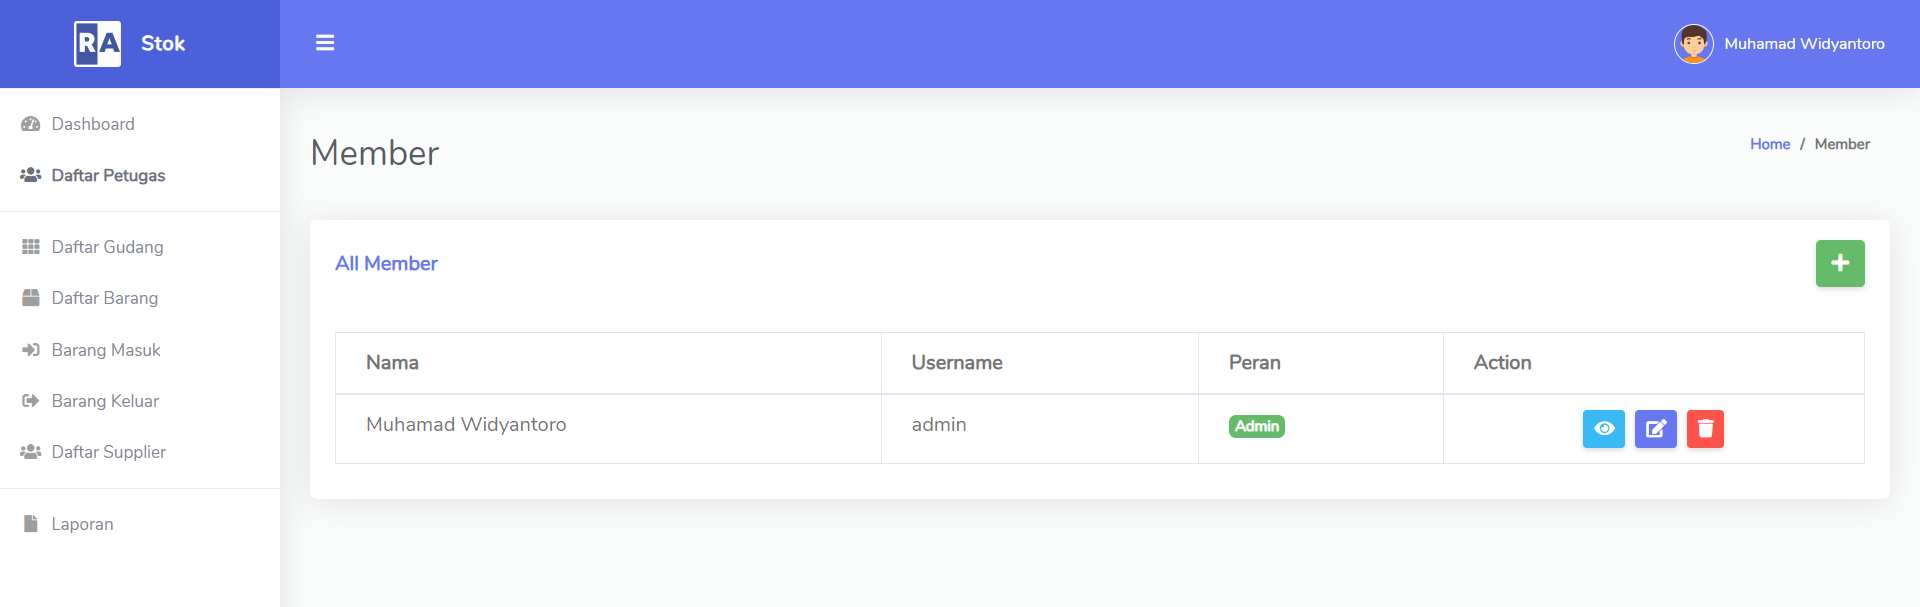 RA Stok
Muhamad Widyantoro
Dashboard
Daftar Petugas
Daftar Gudang
Daftar Barang
Barang Masuk
Barang Keluar
Daftar Supplier
Laporan
Member
Home / Member
All Member
Nama Username Peran Action
Muhamad Widyantoro admin Admin